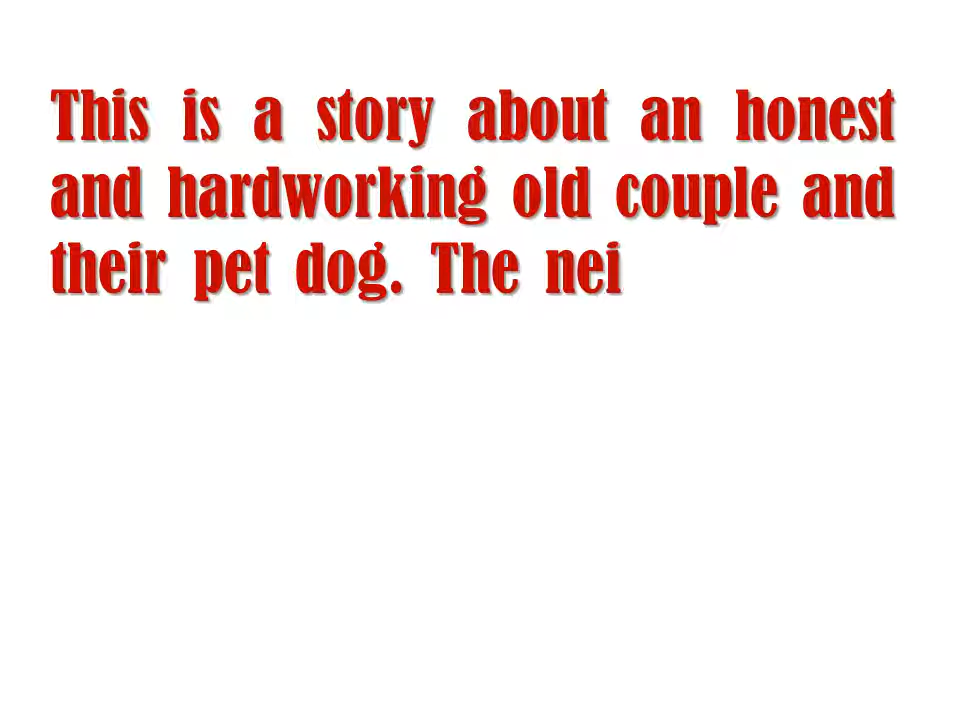 This is a story about an honest
and hardworking old couple and
their pet dog. The nei